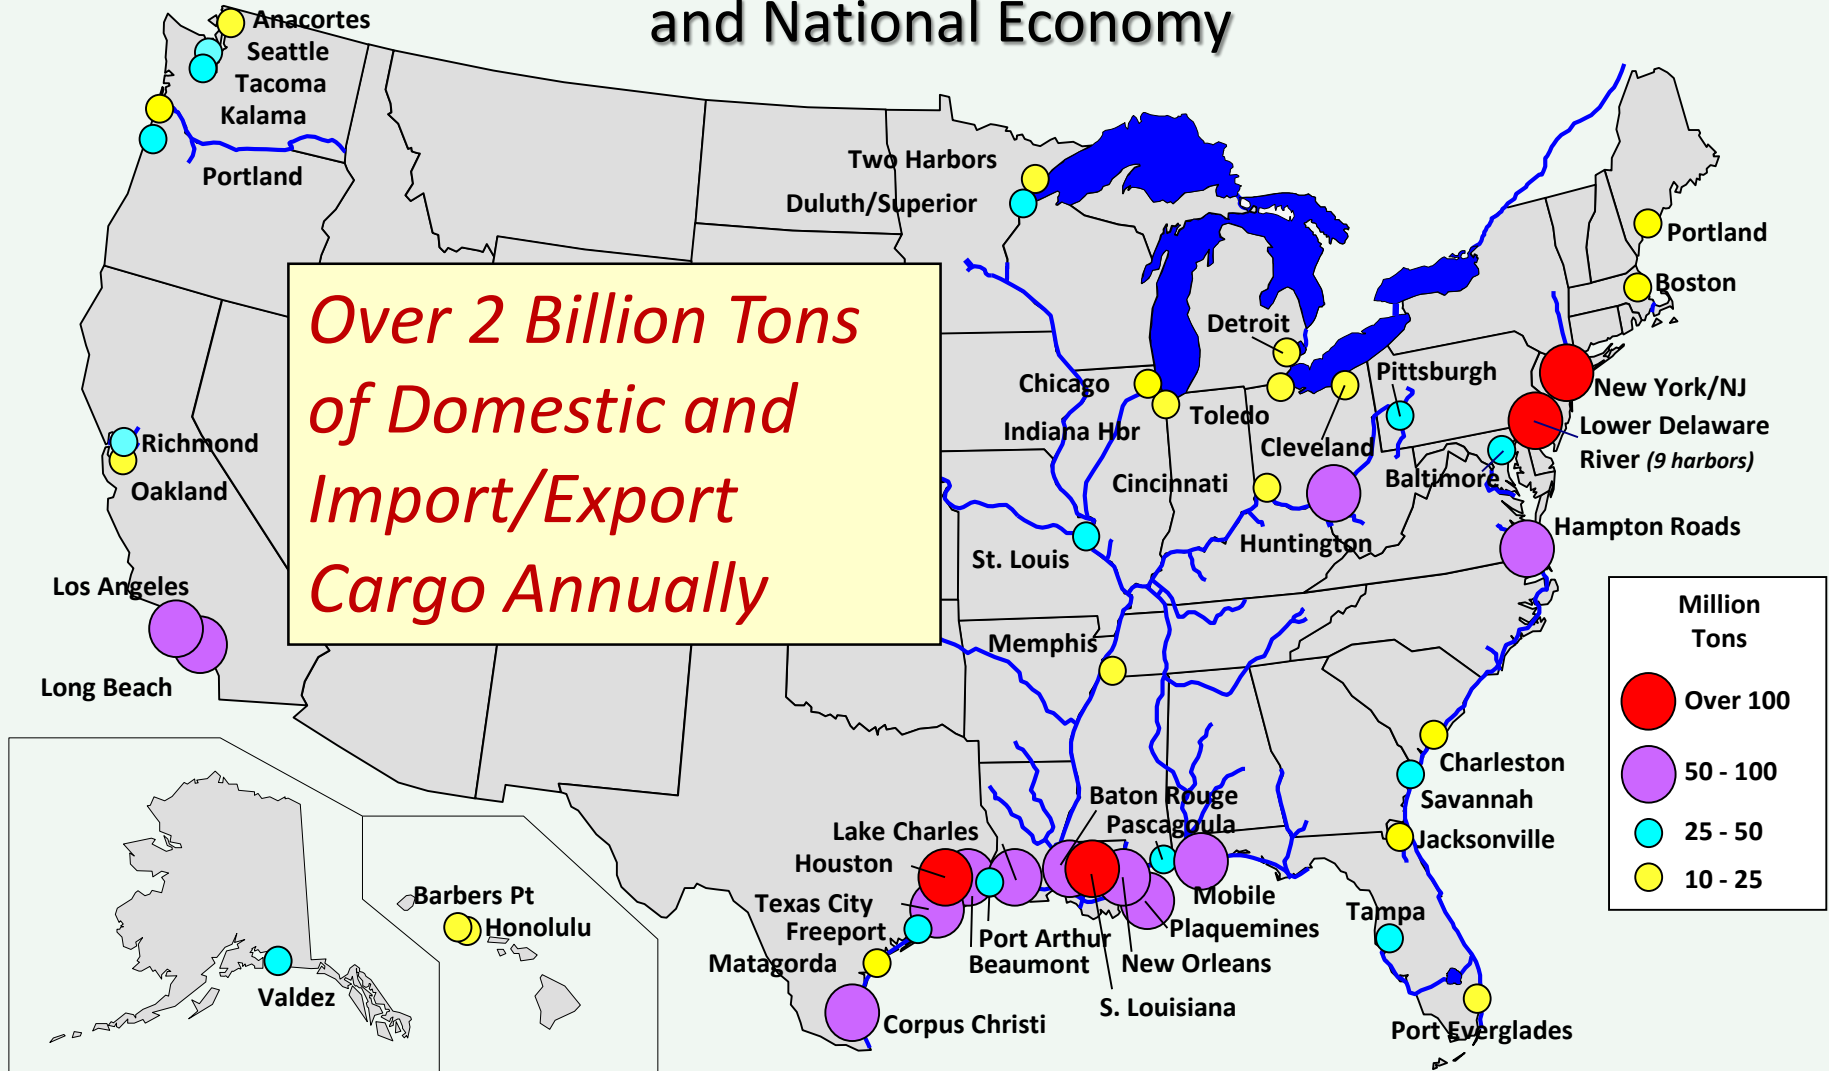 and National Economy
Anacortes
Seattle
Tacoma
Kalama
Portland
Two Harbors
Duluth/Superior
Portland
Boston
Over 2 Billion Tons
of Domestic and
Import/Export
Cargo Annually
Detroit
Chicago
Pittsburgh
New York/NJ
Toledo
Indiana Hbr
Cleveland
Lower Delaware
River (9 harbors)
Richmond
Oakland
Cincinnati
Baltimore
Hampton Roads
Huntington
St. Louis
Los Angeles
Long Beach
Memphis
Million
Tons
Over 100
50 - 100
25 - 50
10 - 25
Charleston
Savannah
Jacksonville
Baton Rouge
Pascagoula
Lake Charles
Houston
Texas City
Freeport
Matagorda
Port Arthur
Beaumont
Mobile
Plaquemines
New Orleans
S. Louisiana
Corpus Christi
Tampa
Port Everglades
Barbers Pt
Honolulu
Valdez